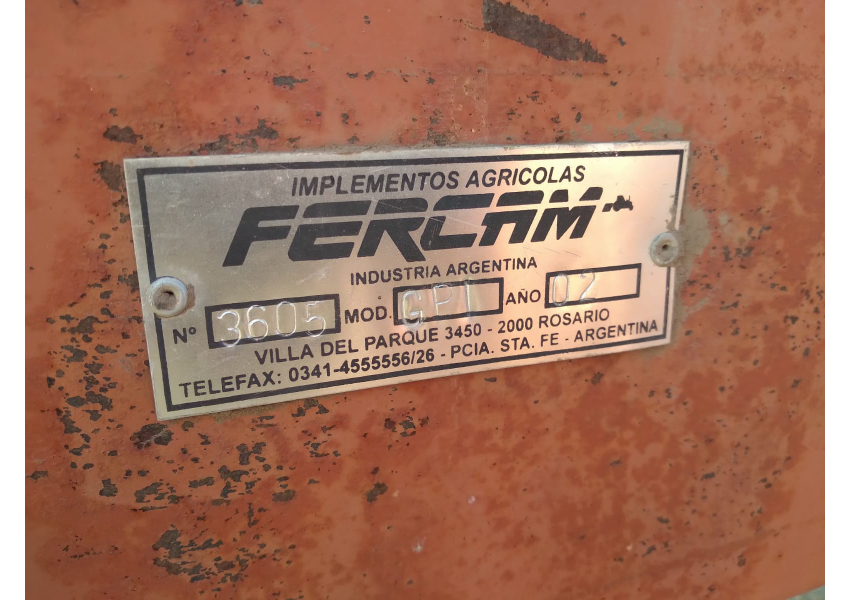 IMPLEMENTOS AGRICOLAS
FERCAM
INDUSTRIA ARGENTINA
Nº 3605 MOD. GP1 AÑO 02
VILLA DEL PARQUE 3450 - 2000 ROSARIO
TELEFAX: 0341-4555556/26 - PCIA. STA. FE - ARGENTINA